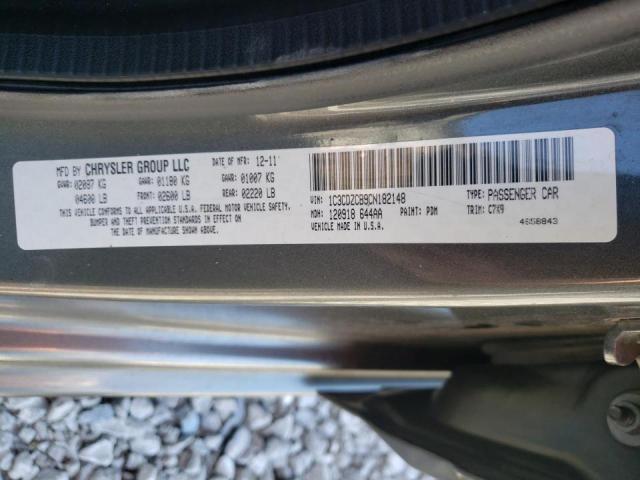 MFD BY CHRYSLER GROUP LLC DATE OF MFR: 12-11
GVWR: 02087 KG GAWR: 01180 KG GAWR: 01007 KG
04600 LB FRONT: 02600 LB REAR: 02220 LB
THIS VEHICLE CONFORMS TO ALL APPLICABLE U.S.A. FEDERAL MOTOR VEHICLE SAFETY,
BUMPER AND THEFT PREVENTION STANDARDS IN EFFECT ON
THE DATE OF MANUFACTURE SHOWN ABOVE.
VIN: 1C3CDZCB9CN182148 TYPE: PASSENGER CAR
MDH: 120918 644AA PAINT: PDM TRIM: C7X9
VEHICLE MADE IN U.S.A. 4658843